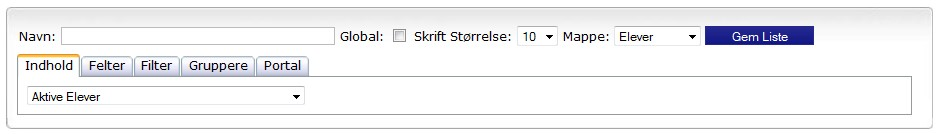 Navn: Global: Skrift Størrelse: 10 Mappe: Elever Gem Liste
Indhold Felter Filter Gruppere Portal
Aktive Elever